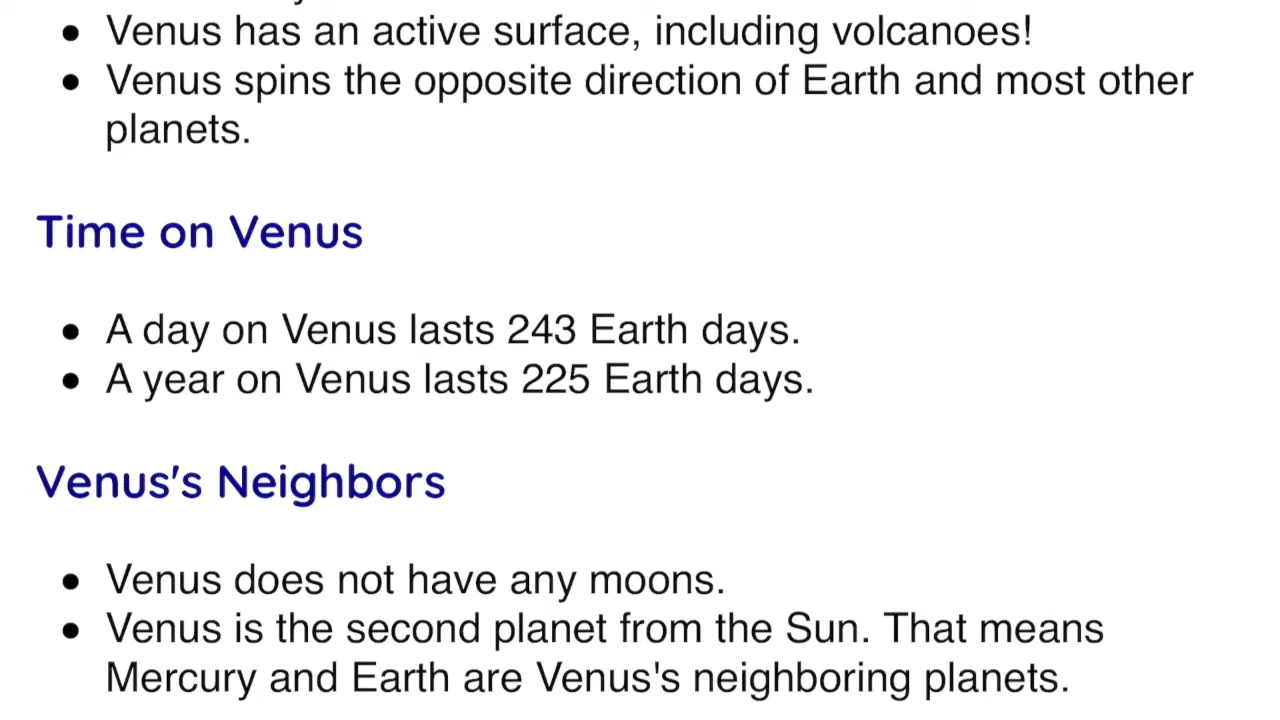 ● Venus has an active surface, including volcanoes!
● Venus spins the opposite direction of Earth and most other
planets.
Time on Venus
● A day on Venus lasts 243 Earth days.
● A year on Venus lasts 225 Earth days.
Venus's Neighbors
● Venus does not have any moons.
● Venus is the second planet from the Sun. That means
Mercury and Earth are Venus's neighboring planets.